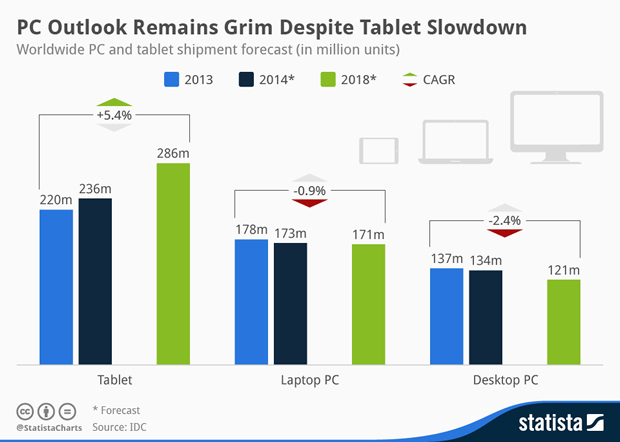 PC Outlook Remains Grim Despite Tablet Slowdown
Worldwide PC and tablet shipment forecast (in million units)
2013 2014* 2018* CAGR
+5.4%
220m 236m 286m
-0.9%
178m 173m 171m
-2.4%
137m 134m 121m
Tablet Laptop PC Desktop PC
cc
@StatistaCharts
* Forecast
Source: IDC
statista